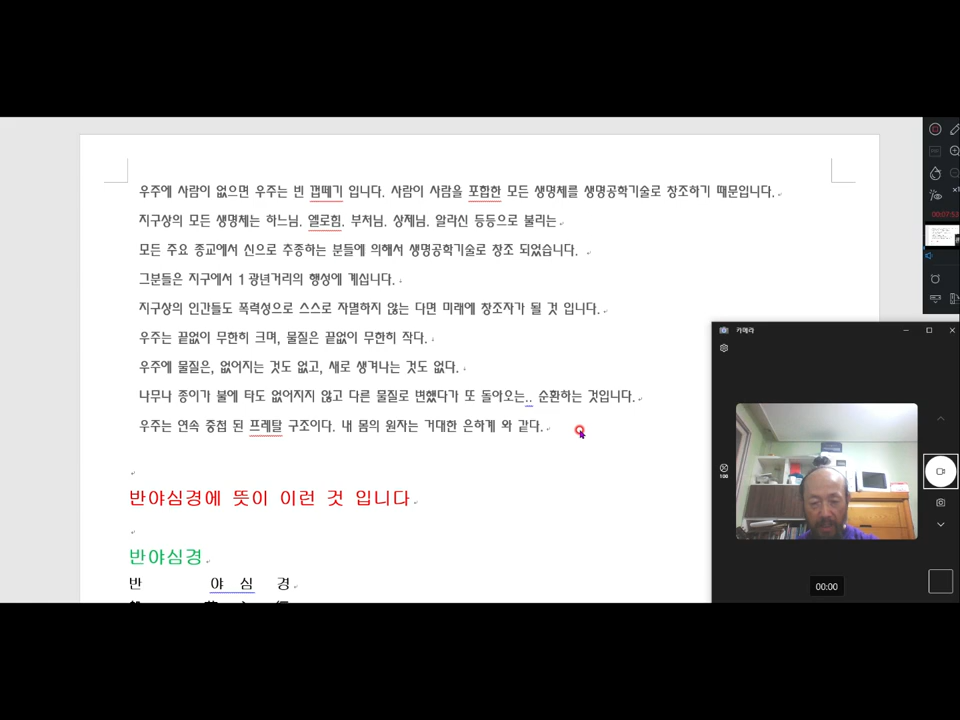 우주에 사람이 없으면 우주는 빈 껍떼기 입니다. 사람이 사람을 포합한 모든 생명체를 생명공학기술로 창조하기 때문입니다.
지구상의 모든 생명체는 하느님. 엘로힘. 부처님. 상제님. 알라신 등등으로 불리는
모든 주요 종교에서 신으로 추종하는 분들에 의해서 생명공학기술로 창조 되었습니다.
그분들은 지구에서 1 광년거리의 행성에 계십니다.
지구상의 인간들도 폭력성으로 스스로 자멸하지 않는 다면 미래에 창조자가 될 것 입니다.
우주는 끝없이 무한히 크며, 물질은 끝없이 무한히 작다.
우주에 물질은, 없어지는 것도 없고, 새로 생겨나는 것도 없다.
나무나 종이가 불에 타도 없어지지 않고 다른 물질로 변했다가 또 돌아오는.. 순환하는 것입니다.
우주는 연속 중첩 된 프레탈 구조이다. 내 몸의 원자는 거대한 은하계 와 같다.
반야심경에 뜻이 이런 것 입니다
반야심경
반 야 심 경
카메라
00:07:53
1:00
00:00